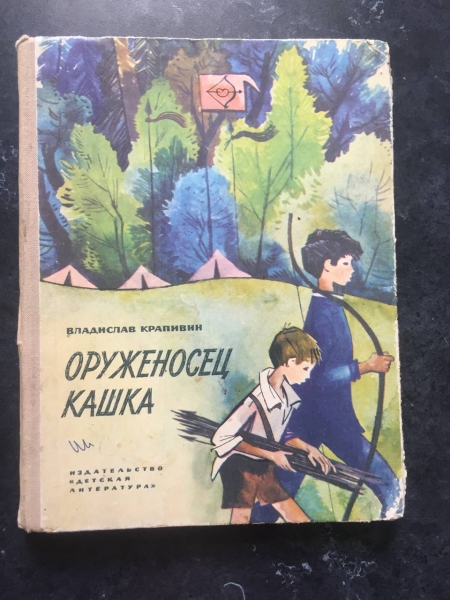 ВЛАДИСЛАВ КРАПИВИН
ОРУЖЕНОСЕЦ
КАШКА
ИЗДАТЕЛЬСТВО
«ДЕТСКАЯ
ЛИТЕРАТУРА»